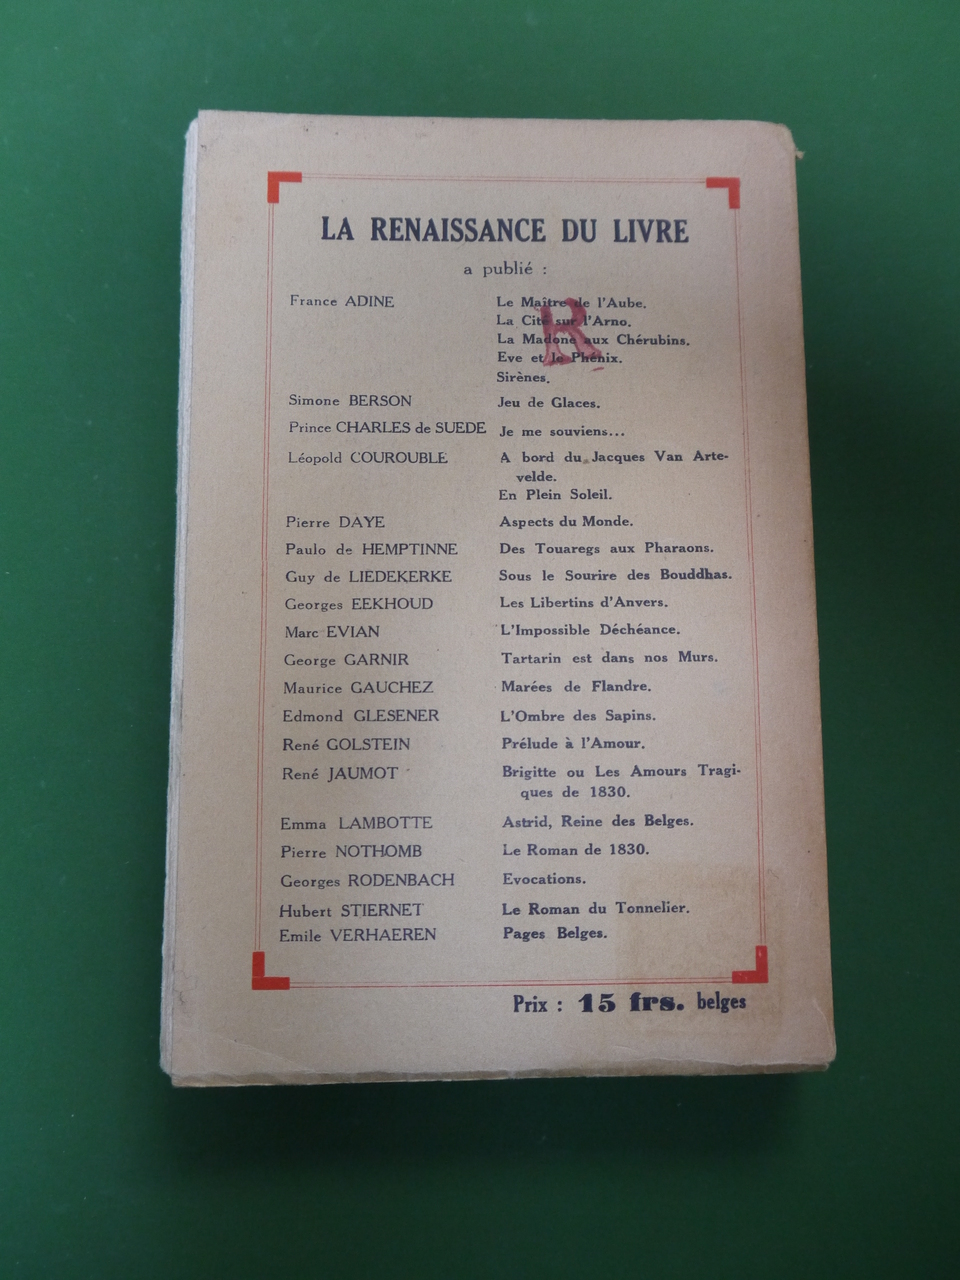 LA RENAISSANCE DU LIVRE
a publié :
France ADINE Le Maître de l'Aube.
La Cité sur l'Arno.
La Madone aux Chérubins.
Eve et le Phénix.
Sirènes.
R
Simone BERSON Jeu de Glaces.
Prince CHARLES de SUEDE Je me souviens...
Léopold COUROUBLE A bord du Jacques Van Arte-
velde.
En Plein Soleil.
Pierre DAYE Aspects du Monde.
Paulo de HEMPTINNE Des Touaregs aux Pharaons.
Guy de LIEDEKERKE Sous le Sourire des Bouddhas.
Georges EEKHOUD Les Libertins d'Anvers.
Marc EVIAN L'Impossible Déchéance.
George GARNIR Tartarin est dans nos Murs.
Maurice GAUCHEZ Marées de Flandre.
Edmond GLESENER L'Ombre des Sapins.
René GOLSTEIN Prélude à l'Amour.
René JAUMOT Brigitte ou Les Amours Tragi-
ques de 1830.
Emma LAMBOTTE Astrid, Reine des Belges.
Pierre NOTHOMB Le Roman de 1830.
Georges RODENBACH Evocations.
Hubert STIERNET Le Roman du Tonnelier.
Emile VERHAEREN Pages Belges.
Prix : 15 frs. belges